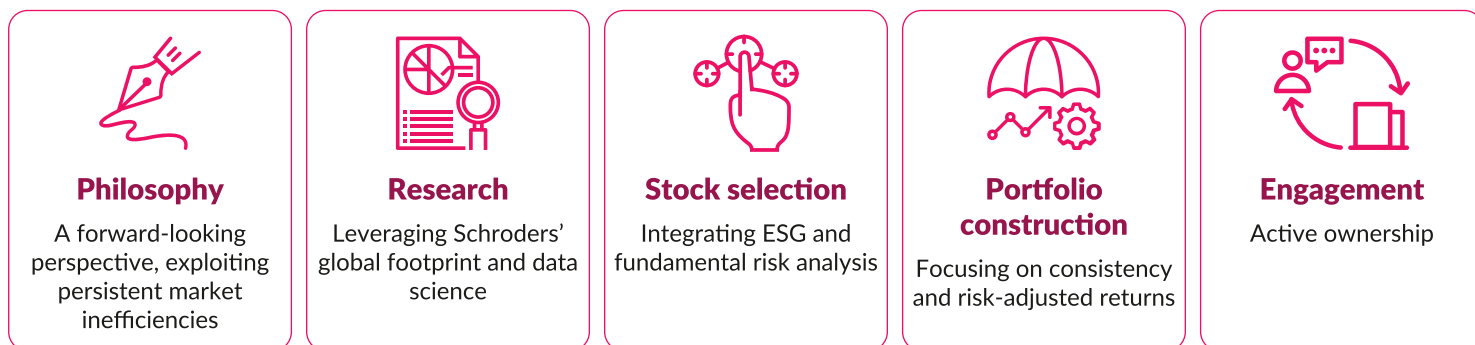 Philosophy
A forward-looking
perspective, exploiting
persistent market
inefficiencies
Research
Leveraging Schroders’
global footprint and data
science
Stock selection
Integrating ESG and
fundamental risk analysis
Portfolio
construction
Focusing on consistency
and risk-adjusted returns
Engagement
Active ownership